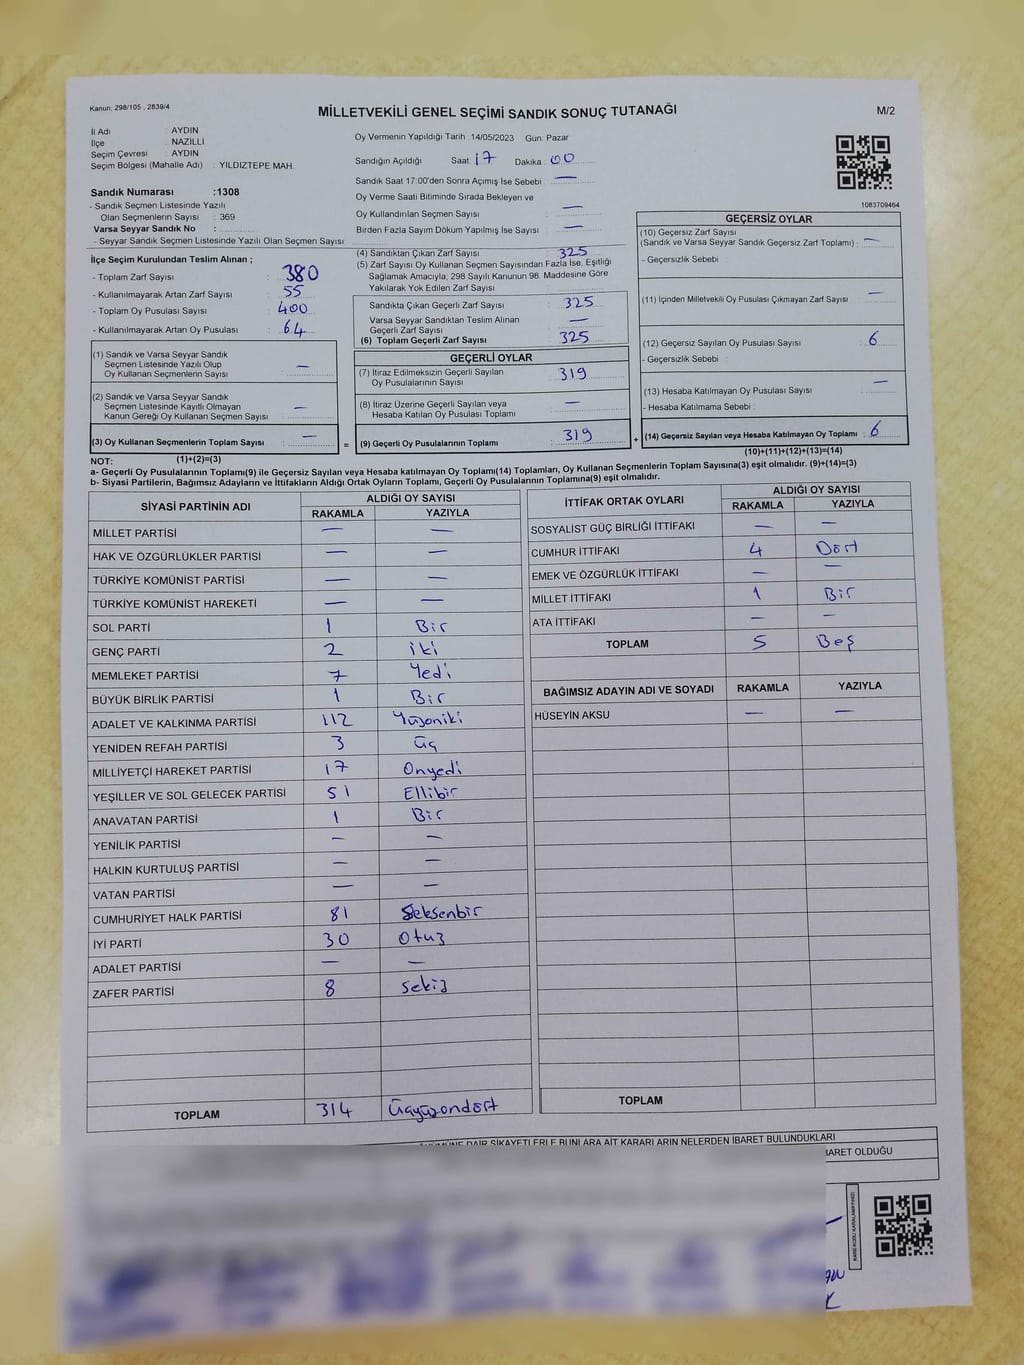 Kanun: 298/105 , 2839/4
MİLLETVEKİLİ GENEL SEÇİMİ SANDIK SONUÇ TUTANAĞI
M/2
İl Adı : AYDIN
İlçe : NAZİLLİ
Seçim Çevresi : AYDIN
Seçim Bölgesi (Mahalle Adı) : YILDIZTEPE MAH.
Sandık Numarası :1308
- Sandık Seçmen Listesinde Yazılı
Olan Seçmenlerin Sayısı : 369
Varsa Seyyar Sandık No :
- Seyyar Sandık Seçmen Listesinde Yazılı Olan Seçmen Sayısı:
Oy Vermenin Yapıldığı Tarih :14/05/2023 Gün: Pazar
Sandığın Açıldığı Saat: 17 Dakika: 00
Sandık Saat 17:00'den Sonra Açımış İse Sebebi : —
Oy Verme Saati Bitiminde Sırada Bekleyen ve
Oy Kullandırılan Seçmen Sayısı : —
Birden Fazla Sayım Döküm Yapılmış İse Sayısı : —
1083709464
İlçe Seçim Kurulundan Teslim Alınan ;
- Toplam Zarf Sayısı : 380
- Kullanılmayarak Artan Zarf Sayısı : 55
- Toplam Oy Pusulası Sayısı : 400
- Kullanılmayarak Artan Oy Pusulası : 64
(1) Sandık ve Varsa Seyyar Sandık
Seçmen Listesinde Yazılı Olup
Oy Kullanan Seçmenlerin Sayısı : —
(2) Sandık ve Varsa Seyyar Sandık
Seçmen Listesinde Kayıtlı Olmayan
Kanun Gereği Oy Kullanan Seçmen Sayısı : —
(3) Oy Kullanan Seçmenlerin Toplam Sayısı : —
(1)+(2)=(3)
(4) Sandıktan Çıkan Zarf Sayısı : 325
(5) Zarf Sayısı Oy Kullanan Seçmen Sayısından Fazla İse, Eşitliği
Sağlamak Amacıyla, 298 Sayılı Kanunun 98. Maddesine Göre
Yakılarak Yok Edilen Zarf Sayısı :
Sandıkta Çıkan Geçerli Zarf Sayısı : 325
Varsa Seyyar Sandıktan Teslim Alınan
Geçerli Zarf Sayısı : —
(6) Toplam Geçerli Zarf Sayısı : 325
GEÇERLİ OYLAR
(7) İtiraz Edilmeksizin Geçerli Sayılan
Oy Pusulalarının Sayısı : 319
(8) İtiraz Üzerine Geçerli Sayılan veya
Hesaba Katılan Oy Pusulası Toplamı : —
= (9) Geçerli Oy Pusulalarının Toplamı : 319
GEÇERSİZ OYLAR
(10) Geçersiz Zarf Sayısı
(Sandık ve Varsa Seyyar Sandık Geçersiz Zarf Toplamı) : —
- Geçersizlik Sebebi :
(11) İçinden Milletvekili Oy Pusulası Çıkmayan Zarf Sayısı : —
(12) Geçersiz Sayılan Oy Pusulası Sayısı : 6
- Geçersizlik Sebebi :
(13) Hesaba Katılmayan Oy Pusulası Sayısı : —
- Hesaba Katılmama Sebebi :
+ (14) Geçersiz Sayılan veya Hesaba Katılmayan Oy Toplamı : 6
(10)+(11)+(12)+(13)=(14)
NOT:
a- Geçerli Oy Pusulalarının Toplamı(9) ile Geçersiz Sayılan veya Hesaba katılmayan Oy Toplamı(14) Toplamları, Oy Kullanan Seçmenlerin Toplam Sayısına(3) eşit olmalıdır. (9)+(14)=(3)
b- Siyasi Partilerin, Bağımsız Adayların ve İttifakların Aldığı Ortak Oyların Toplamı, Geçerli Oy Pusulalarının Toplamına(9) eşit olmalıdır.
SİYASİ PARTİNİN ADI ALDIĞI OY SAYISI
RAKAMLA YAZIYLA
MİLLET PARTİSİ — —
HAK VE ÖZGÜRLÜKLER PARTİSİ — —
TÜRKİYE KOMÜNİST PARTİSİ — —
TÜRKİYE KOMÜNİST HAREKETİ — —
SOL PARTİ 1 Bir
GENÇ PARTİ 2 iki
MEMLEKET PARTİSİ 7 Yedi
BÜYÜK BİRLİK PARTİSİ 1 Bir
ADALET VE KALKINMA PARTİSİ 112 Yüzoniki
YENİDEN REFAH PARTİSİ 3 üç
MİLLİYETÇİ HAREKET PARTİSİ 17 Onyedi
YEŞİLLER VE SOL GELECEK PARTİSİ 51 Ellibir
ANAVATAN PARTİSİ 1 Bir
YENİLİK PARTİSİ — —
HALKIN KURTULUŞ PARTİSİ — —
VATAN PARTİSİ — —
CUMHURİYET HALK PARTİSİ 81 Seksenbir
İYİ PARTİ 30 Otuz
ADALET PARTİSİ — —
ZAFER PARTİSİ 8 sekiz
TOPLAM 314 Üçyüzondört
İTTİFAK ORTAK OYLARI ALDIĞI OY SAYISI
RAKAMLA YAZIYLA
SOSYALİST GÜÇ BİRLİĞİ İTTİFAKI — —
CUMHUR İTTİFAKI 4 Dört
EMEK VE ÖZGÜRLÜK İTTİFAKI — —
MİLLET İTTİFAKI 1 Bir
ATA İTTİFAKI — —
TOPLAM 5 Beş
BAĞIMSIZ ADAYIN ADI VE SOYADI RAKAMLA YAZIYLA
HÜSEYİN AKSU — —
TOPLAM
DAİR ŞİKAYETLERLE BUNLARA AİT KARARLARIN NELERDEN İBARET BULUNDUKLARI
İBARET OLDUĞU